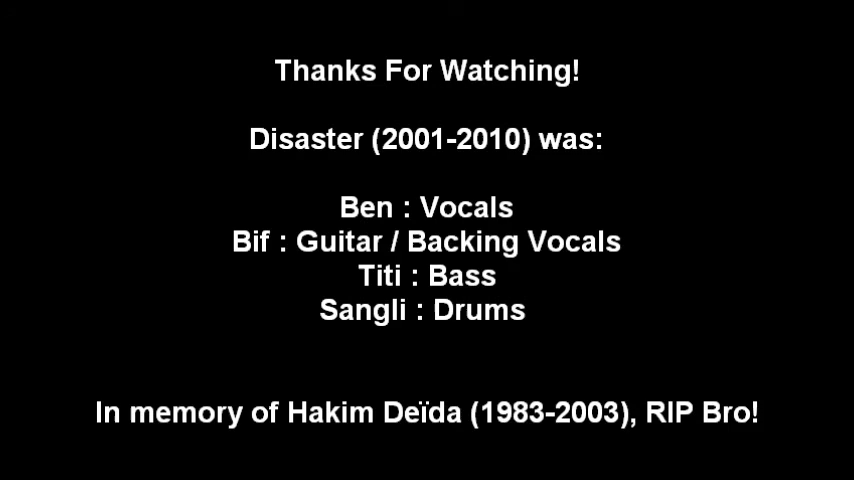 Thanks For Watching!
Disaster (2001-2010) was:
Ben : Vocals
Bif : Guitar / Backing Vocals
Titi : Bass
Sangli : Drums
In memory of Hakim Deïda (1983-2003), RIP Bro!